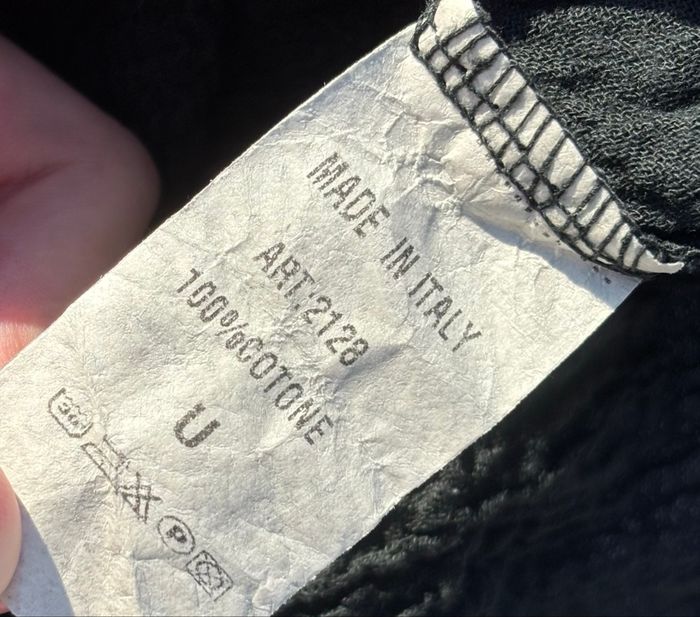 MADE IN ITALY
ART.2128
100%COTONE
U
P